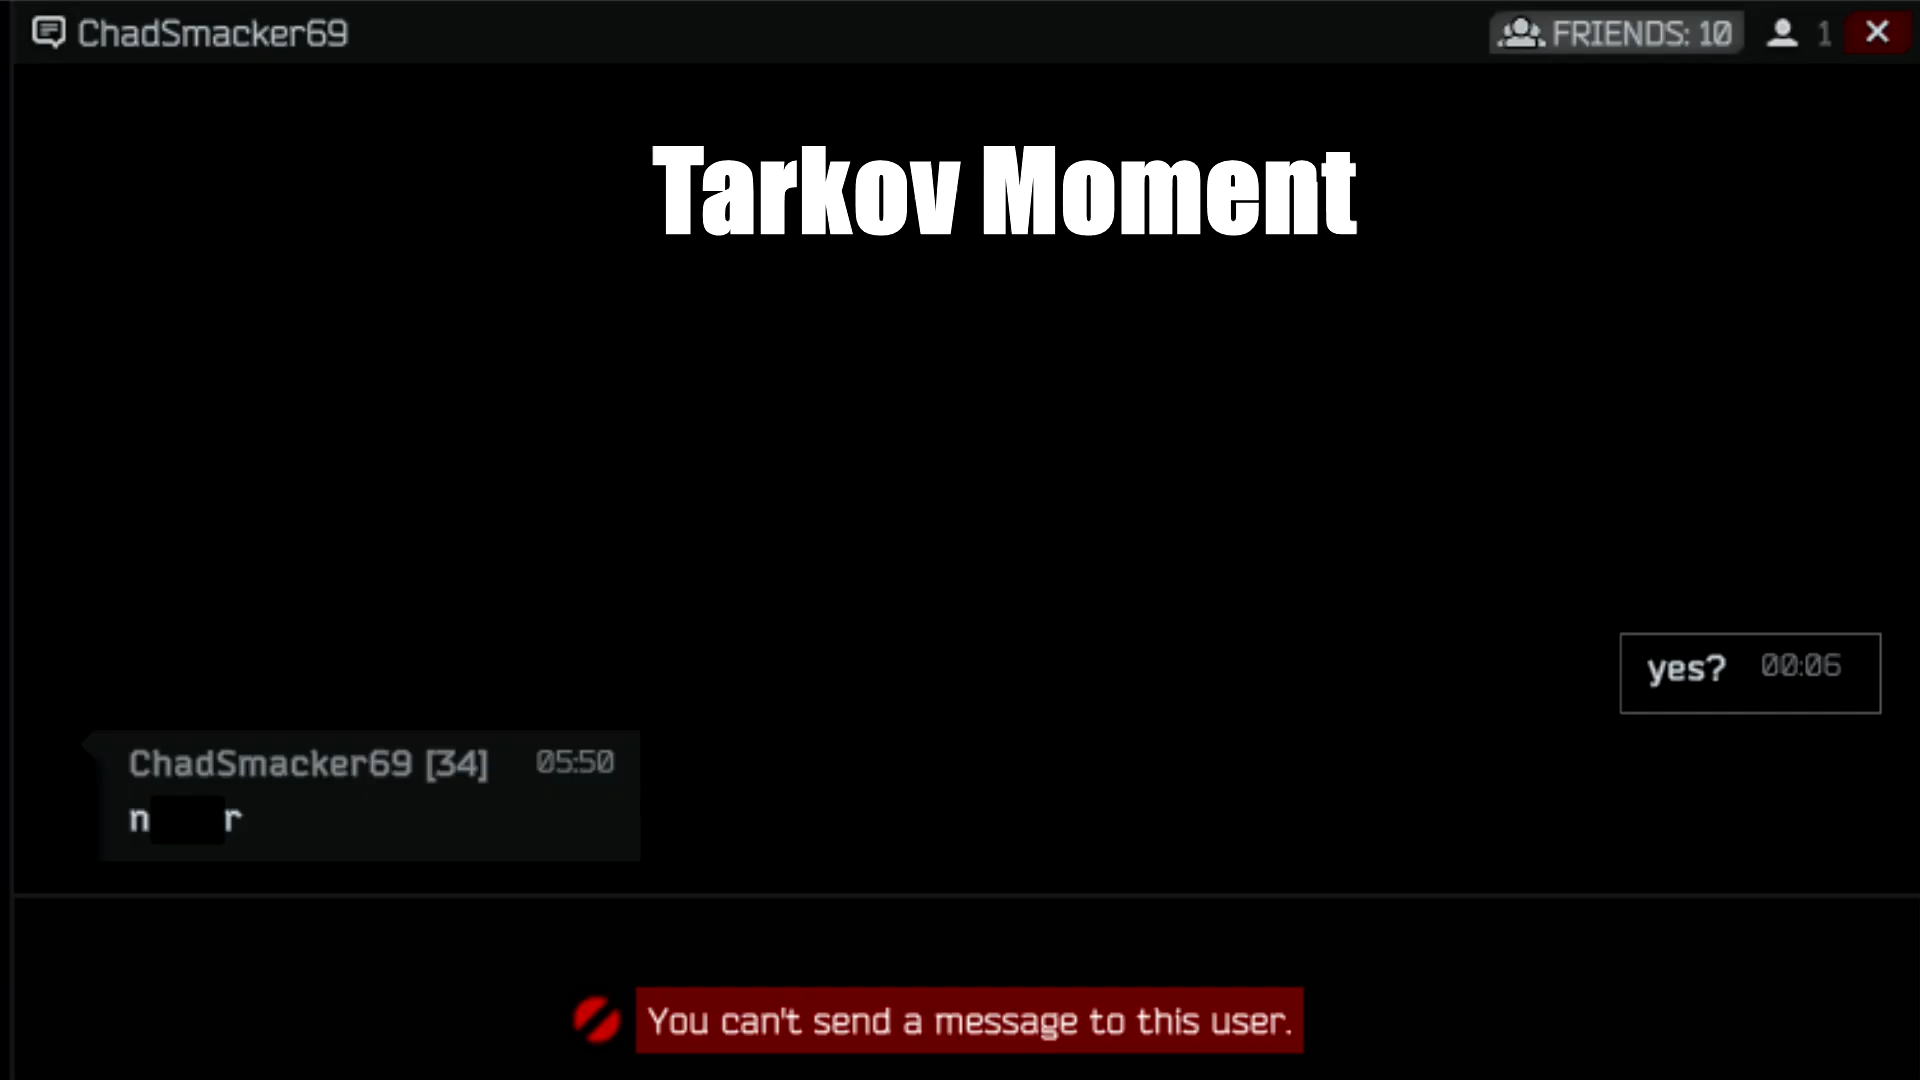 ChadSmacker69
FRIENDS: 10
1
Tarkov Moment
yes? 00:06
ChadSmacker69 [34] 05:50
n r
You can't send a message to this user.